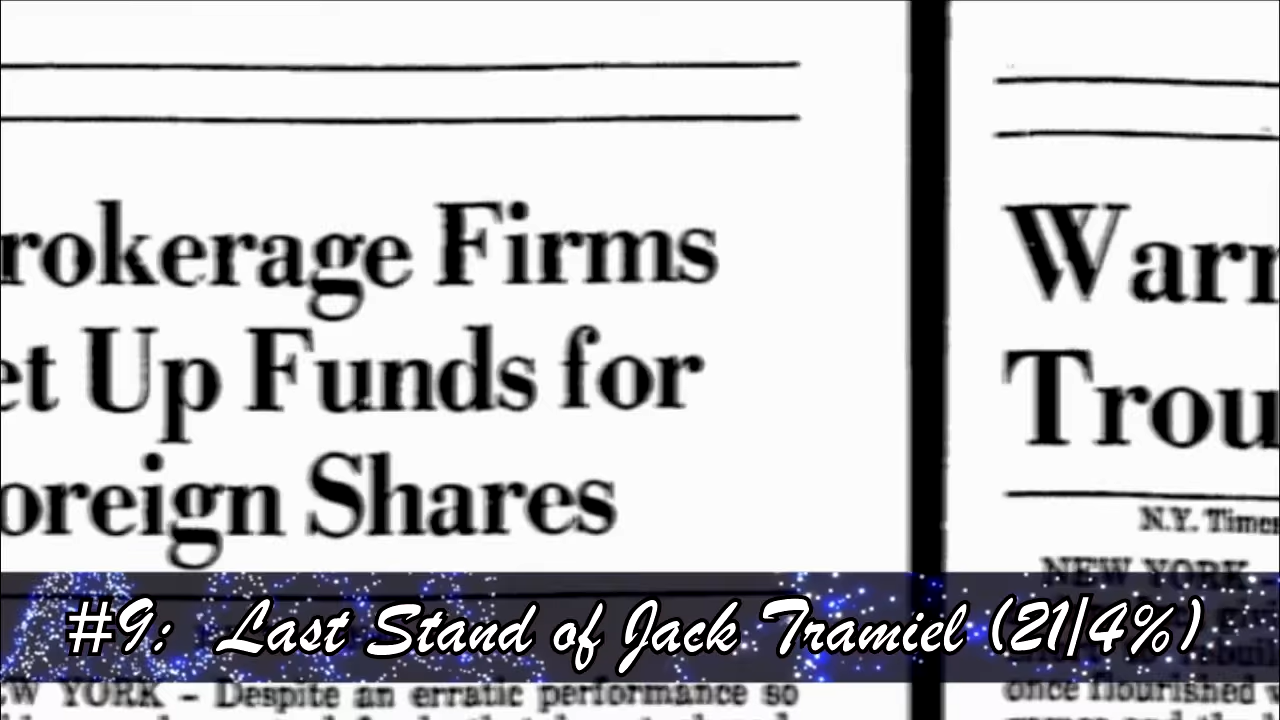 rokerage Firms
et Up Funds for
oreign Shares
Warr
Trou
N.Y. Times
NEW YORK –
#9: Last Stand of Jack Tramiel (21/4%)
EW YORK – Despite an erratic performance so
once flourished